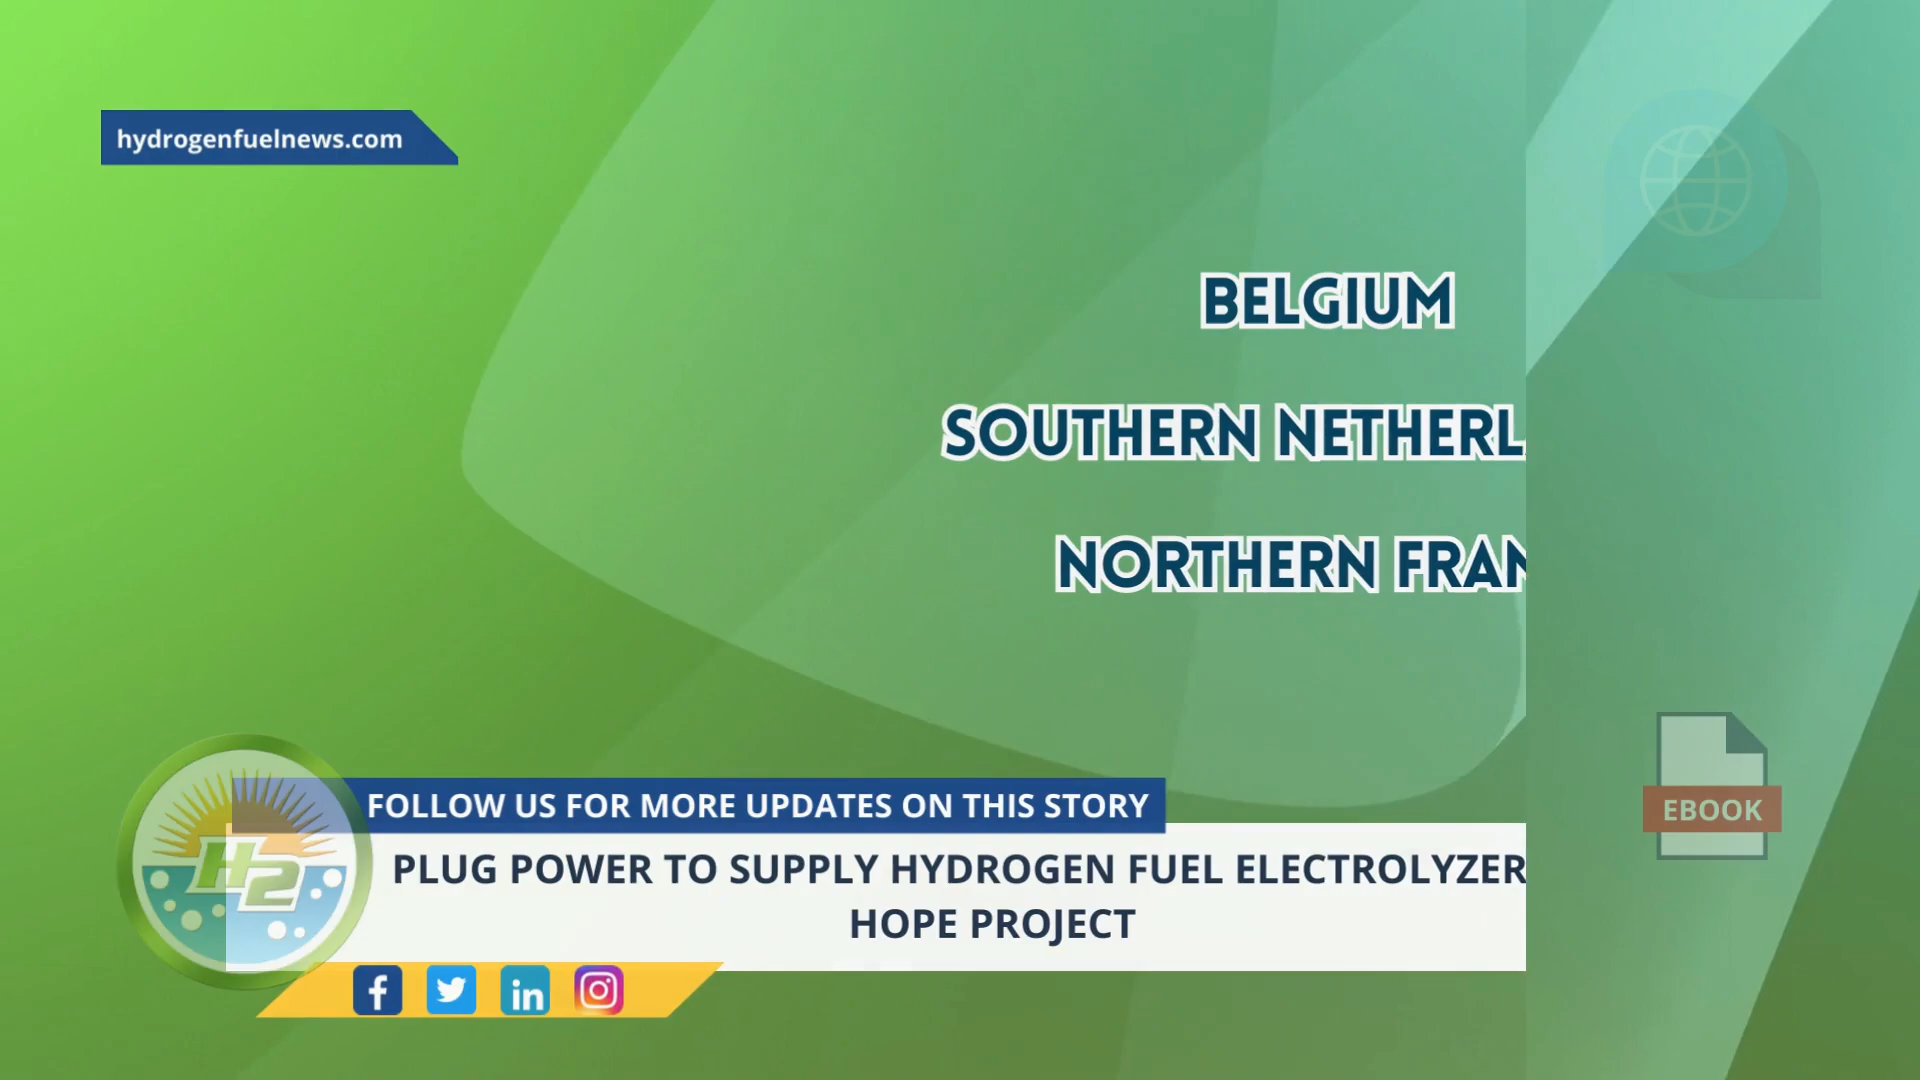 hydrogenfuelnews.com
BELGIUM
SOUTHERN NETHERL
NORTHERN FRAN
FOLLOW US FOR MORE UPDATES ON THIS STORY
PLUG POWER TO SUPPLY HYDROGEN FUEL ELECTROLYZER
HOPE PROJECT
H2
EBOOK